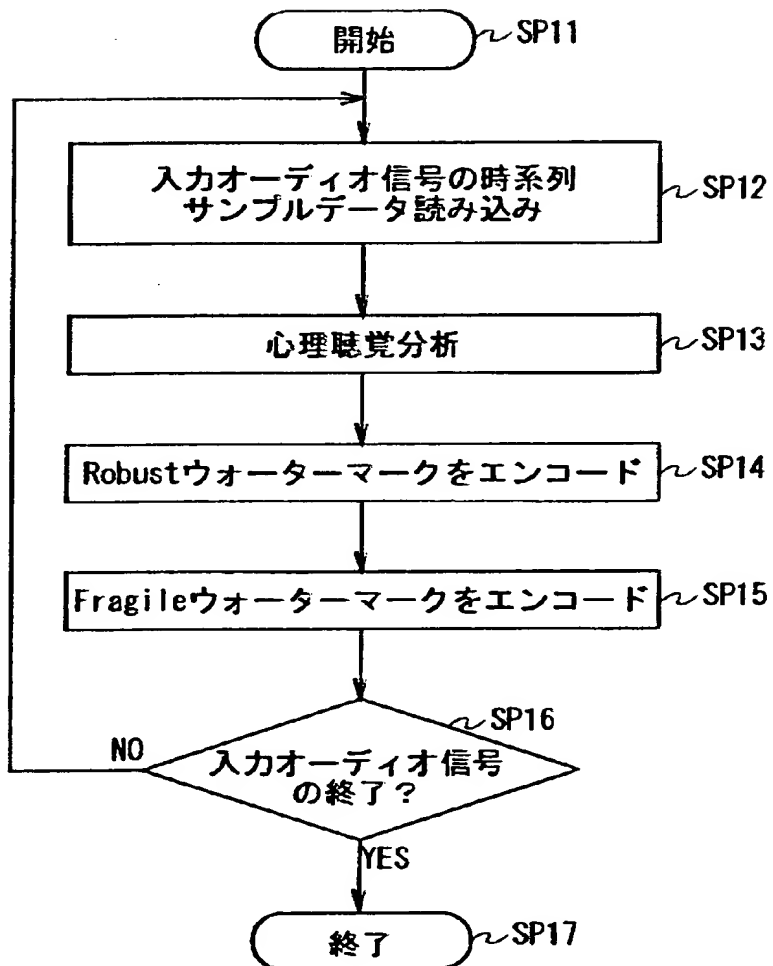 開始
SP11
入力オーディオ信号の時系列
サンプルデータ読み込み
SP12
心理聴覚分析
SP13
Robustウォーターマークをエンコード
SP14
Fragileウォーターマークをエンコード
SP15
SP16
NO
入力オーディオ信号
の終了？
YES
終了
SP17